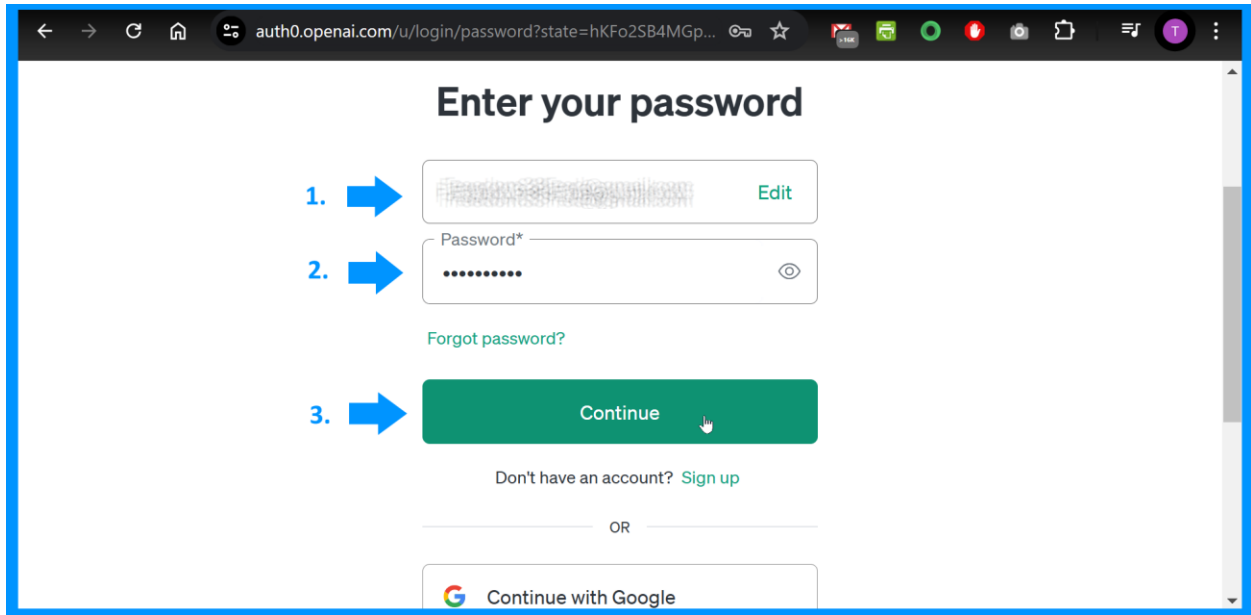 auth0.openai.com/u/login/password?state=hKFo2SB4MGp...
T
Enter your password
1.
Edit
Password*
2.
Forgot password?
3.
Continue
Don't have an account? Sign up
OR
Continue with Google